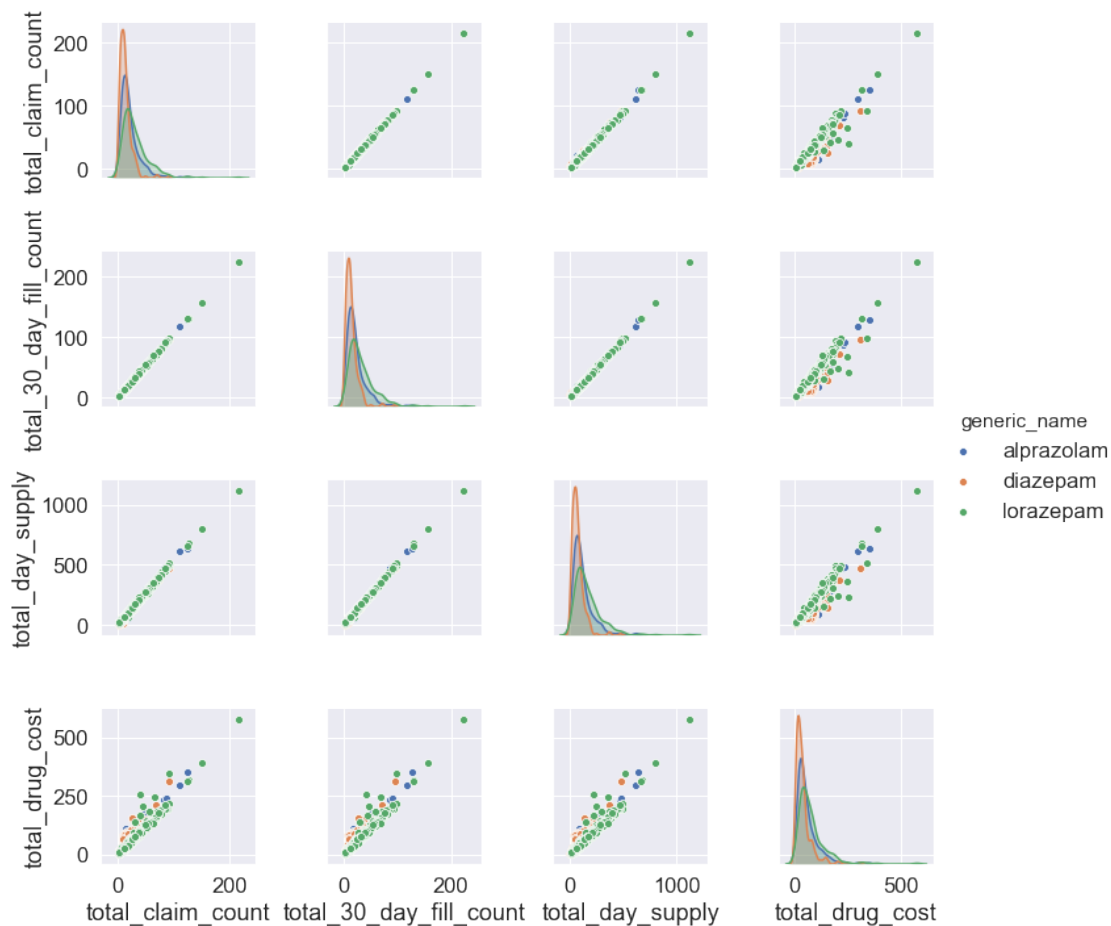 total_claim_count
200
100
0
total_30_day_fill_count
200
100
0
generic_name
alprazolam
diazepam
lorazepam
total_day_supply
1000
500
0
total_drug_cost
500
250
0
0 200 0 200 0 1000 0 500
total_claim_count total_30_day_fill_count total_day_supply total_drug_cost